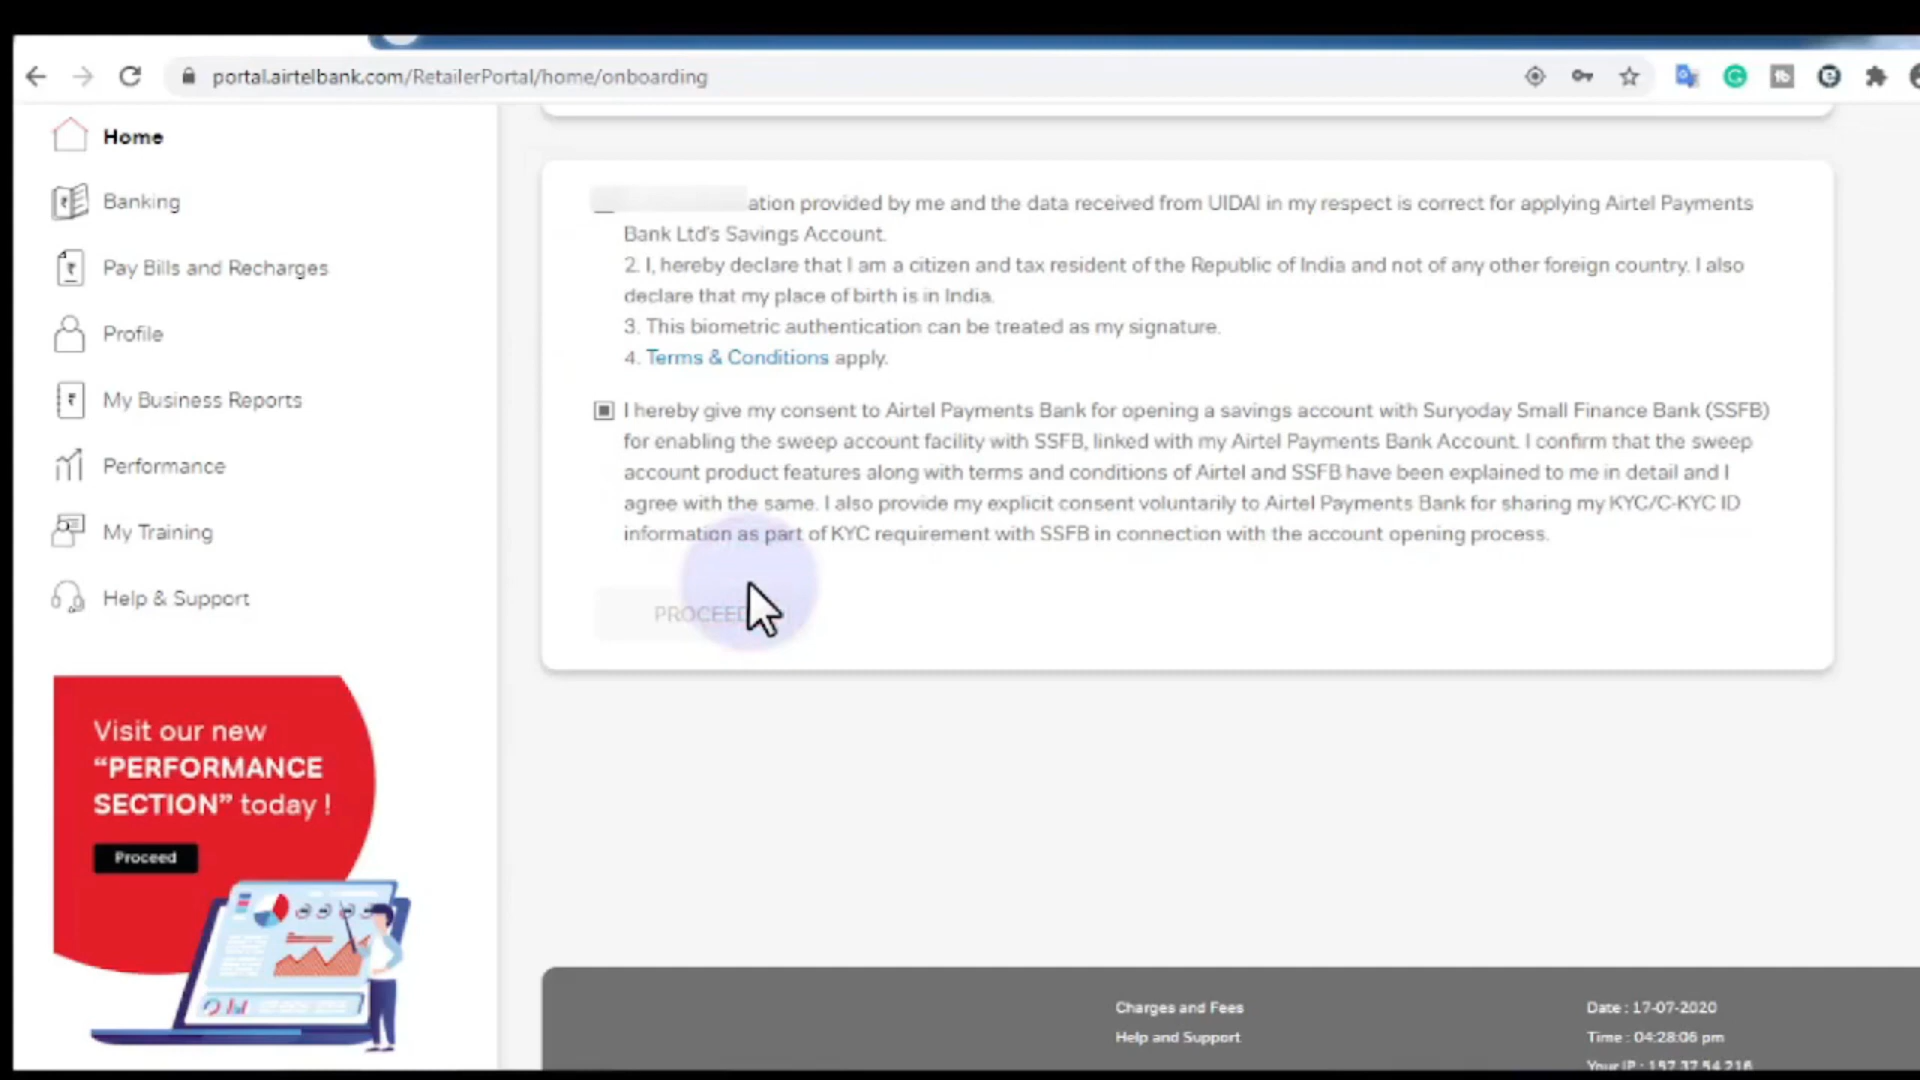 portal.airtelbank.com/RetailerPortal/home/onboarding
Home
Banking
Pay Bills and Recharges
Profile
My Business Reports
Performance
My Training
Help & Support
Visit our new
“PERFORMANCE
SECTION” today !
Proceed
ation provided by me and the data received from UIDAI in my respect is correct for applying Airtel Payments
Bank Ltd's Savings Account.
2. I, hereby declare that I am a citizen and tax resident of the Republic of India and not of any other foreign country. I also
declare that my place of birth is in India.
3. This biometric authentication can be treated as my signature.
4. Terms & Conditions apply.
I hereby give my consent to Airtel Payments Bank for opening a savings account with Suryoday Small Finance Bank (SSFB)
for enabling the sweep account facility with SSFB, linked with my Airtel Payments Bank Account. I confirm that the sweep
account product features along with terms and conditions of Airtel and SSFB have been explained to me in detail and I
agree with the same. I also provide my explicit consent voluntarily to Airtel Payments Bank for sharing my KYC/C-KYC ID
information as part of KYC requirement with SSFB in connection with the account opening process.
PROCEED
Charges and Fees
Help and Support
Date : 17-07-2020
Time : 04:28:06 pm
Your IP : 157.37.54.216